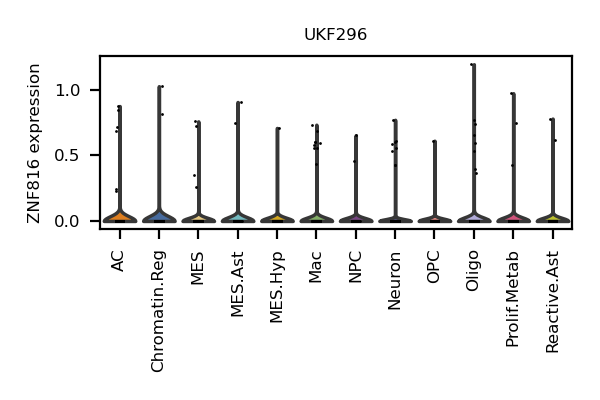 UKF296
ZNF816 expression
1.0
0.5
0.0
AC
Chromatin.Reg
MES
MES.Ast
MES.Hyp
Mac
NPC
Neuron
OPC
Oligo
Prolif.Metab
Reactive.Ast